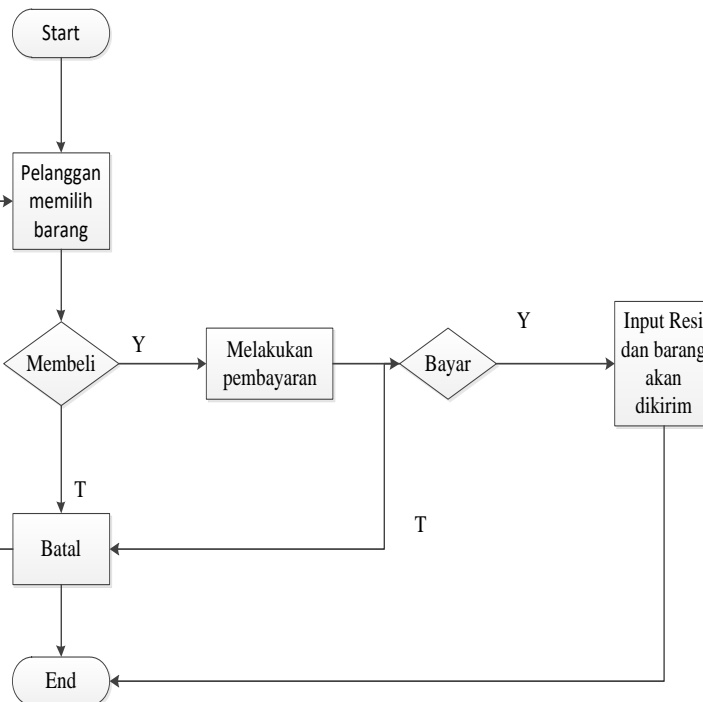 Start
Pelanggan
memilih
barang
Membeli
Y
Melakukan
pembayaran
Bayar
Y
Input Resi
dan barang
akan
dikirim
T
Batal
T
End